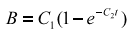 B = C₁(1 − e^{−C₂t})